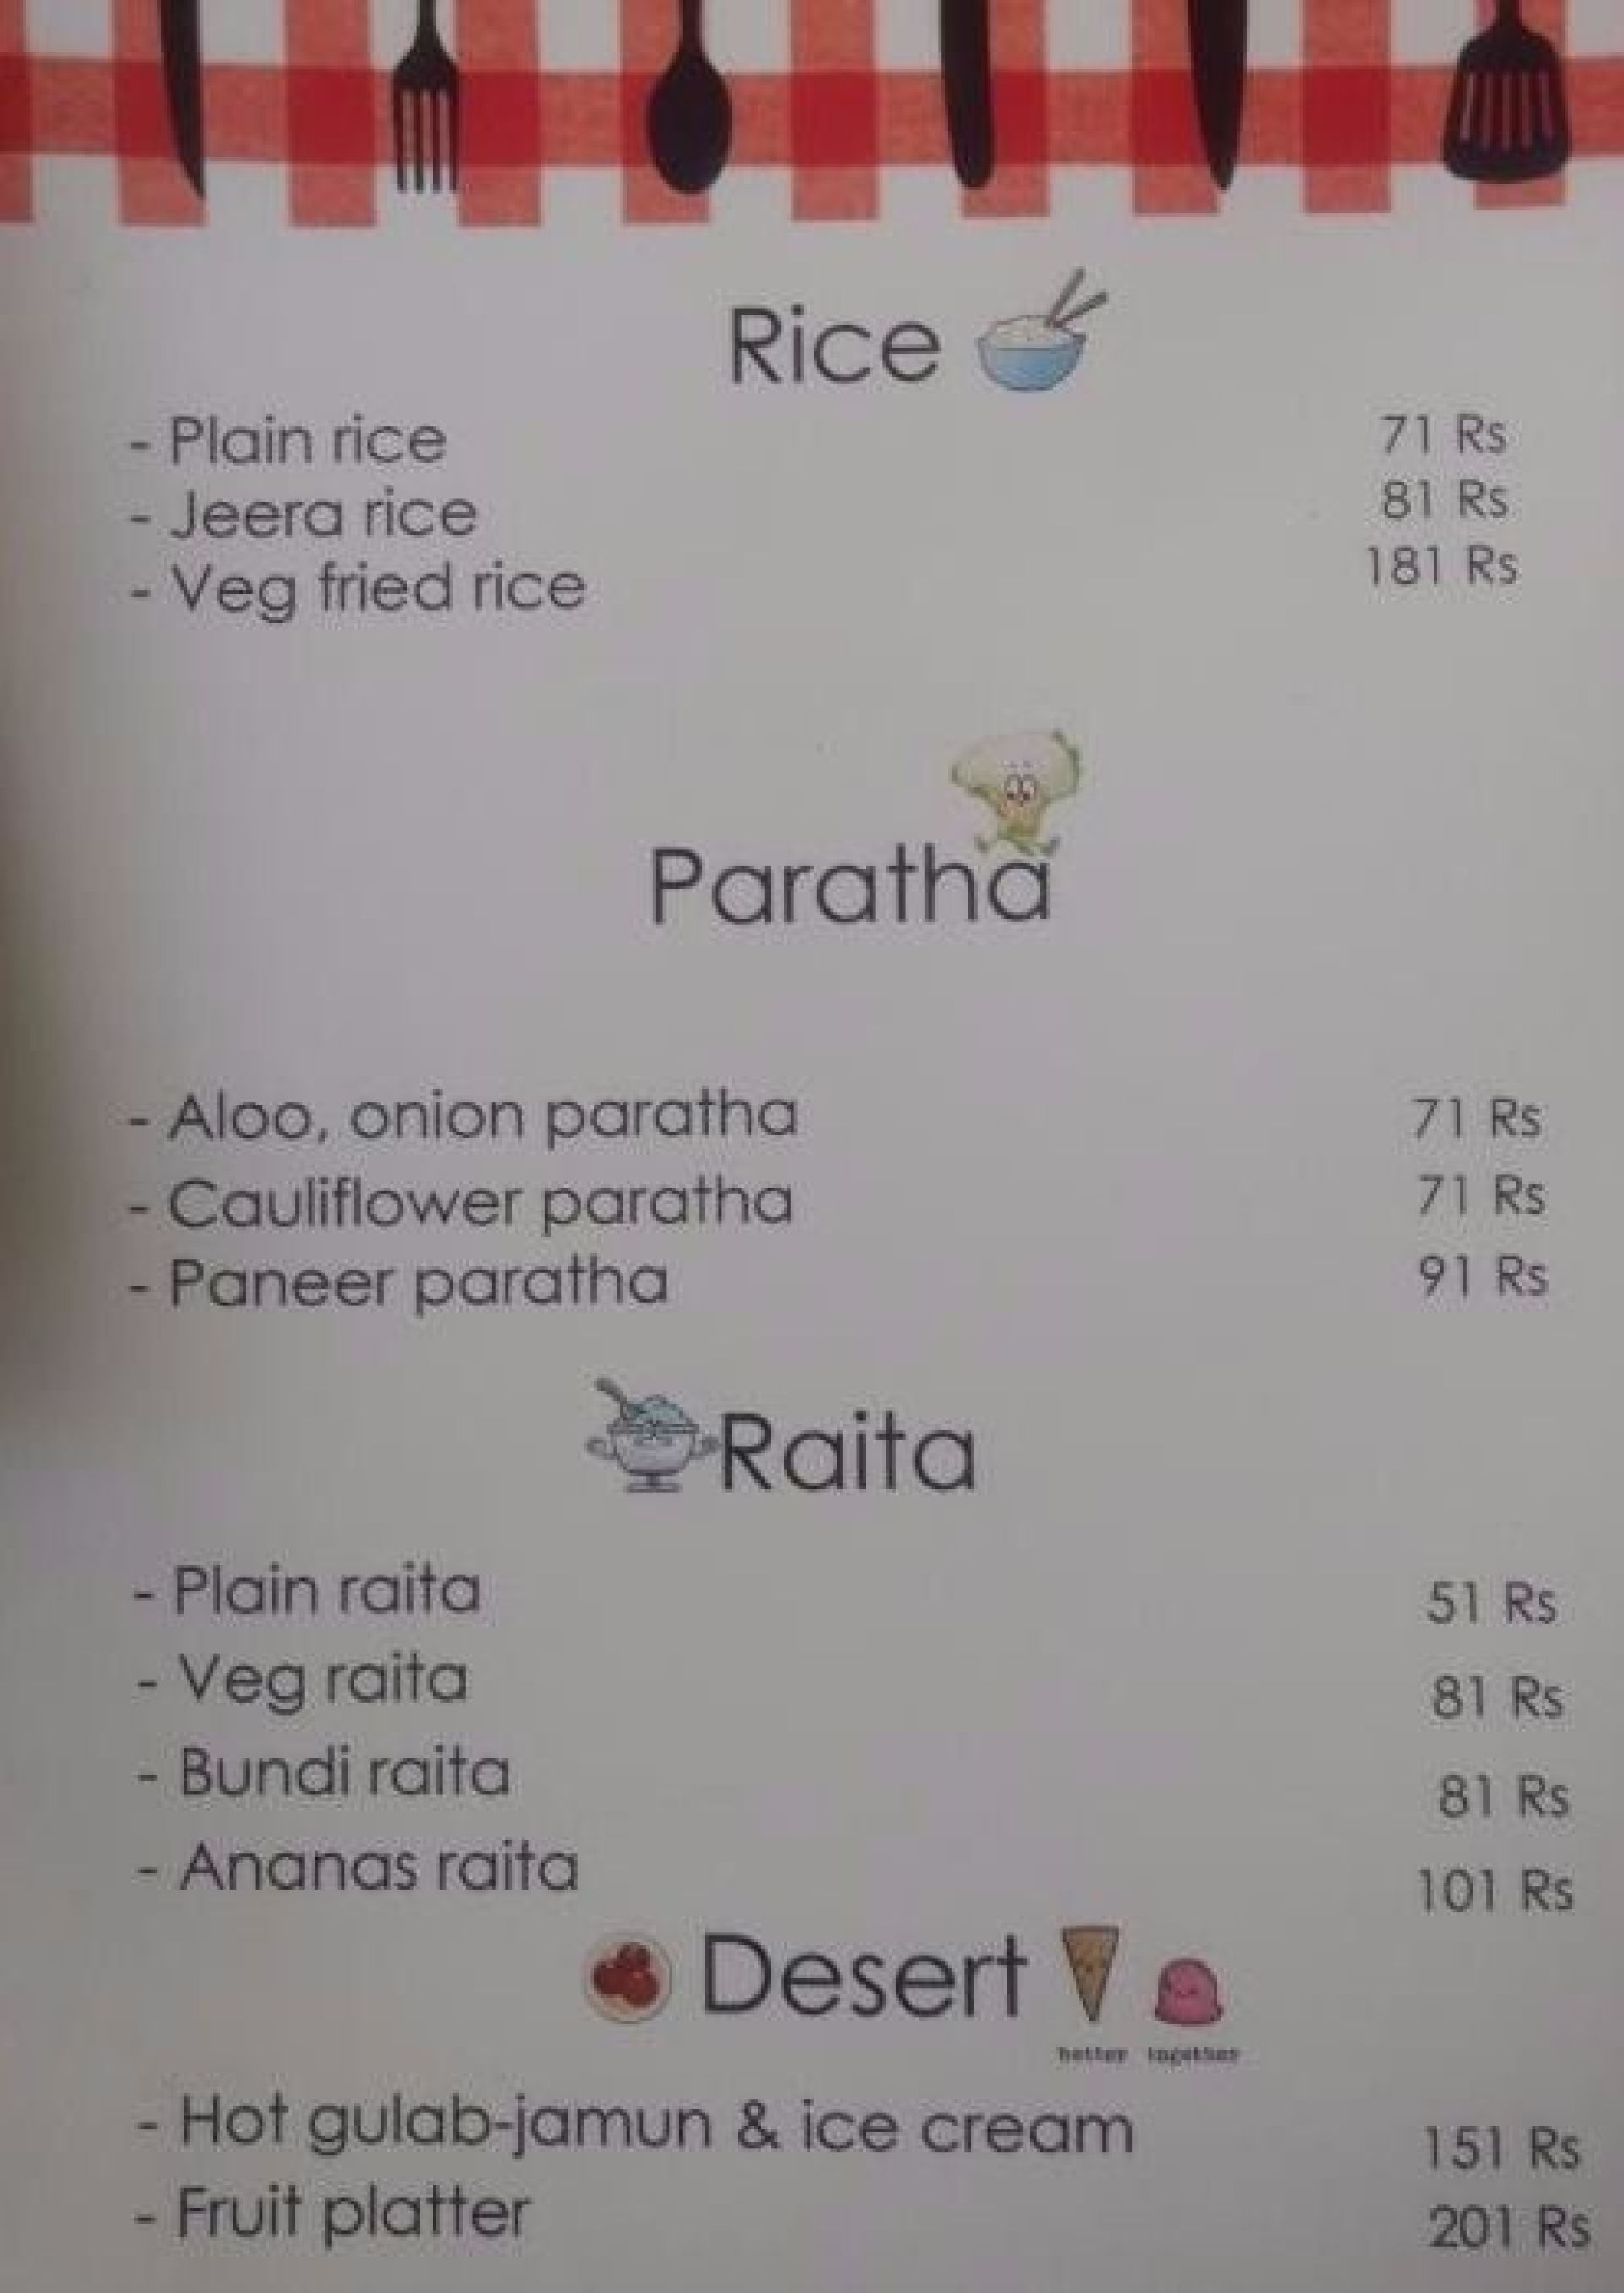 Rice
- Plain rice 71 Rs
- Jeera rice 81 Rs
- Veg fried rice 181 Rs
Paratha
- Aloo, onion paratha 71 Rs
- Cauliflower paratha 71 Rs
- Paneer paratha 91 Rs
Raita
- Plain raita 51 Rs
- Veg raita 81 Rs
- Bundi raita 81 Rs
- Ananas raita 101 Rs
Desert
better together
- Hot gulab-jamun & ice cream 151 Rs
- Fruit platter 201 Rs